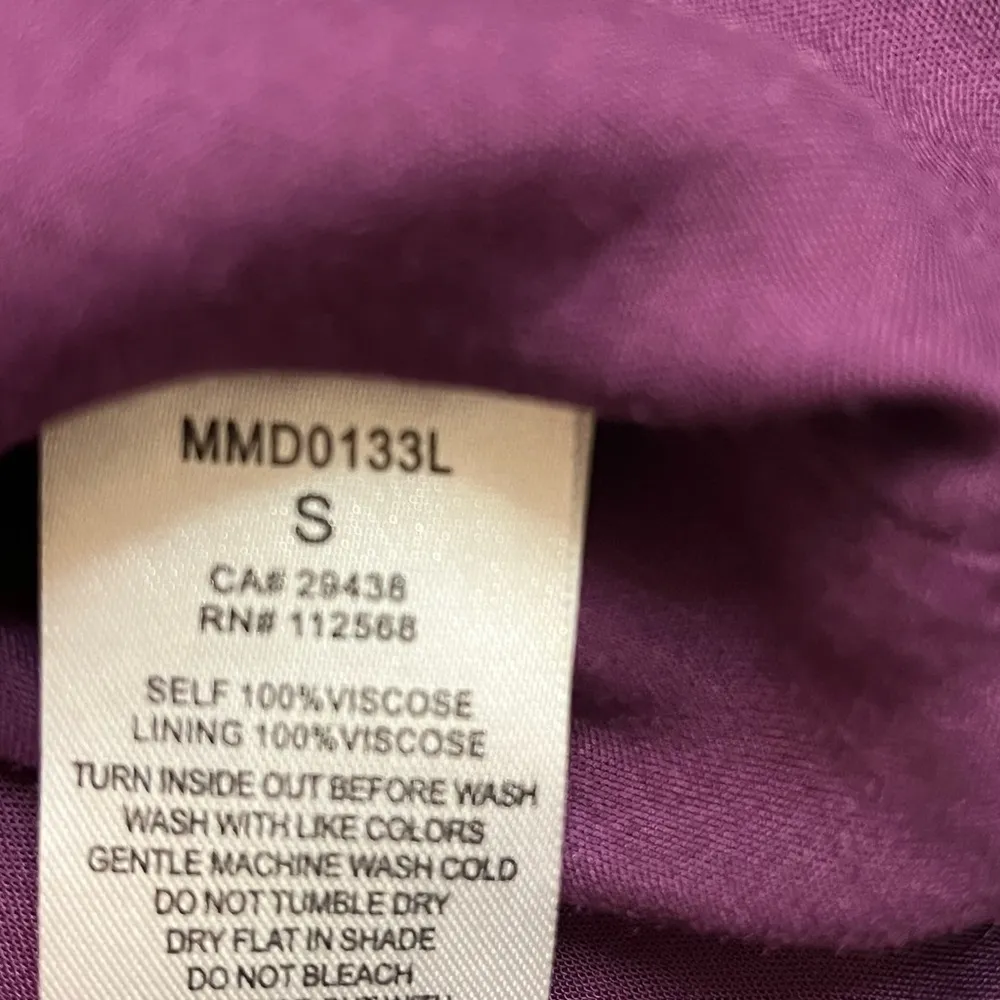 MMD0133L
S
CA# 29438
RN# 112568
SELF 100%VISCOSE
LINING 100%VISCOSE
TURN INSIDE OUT BEFORE WASH
WASH WITH LIKE COLORS
GENTLE MACHINE WASH COLD
DO NOT TUMBLE DRY
DRY FLAT IN SHADE
DO NOT BLEACH